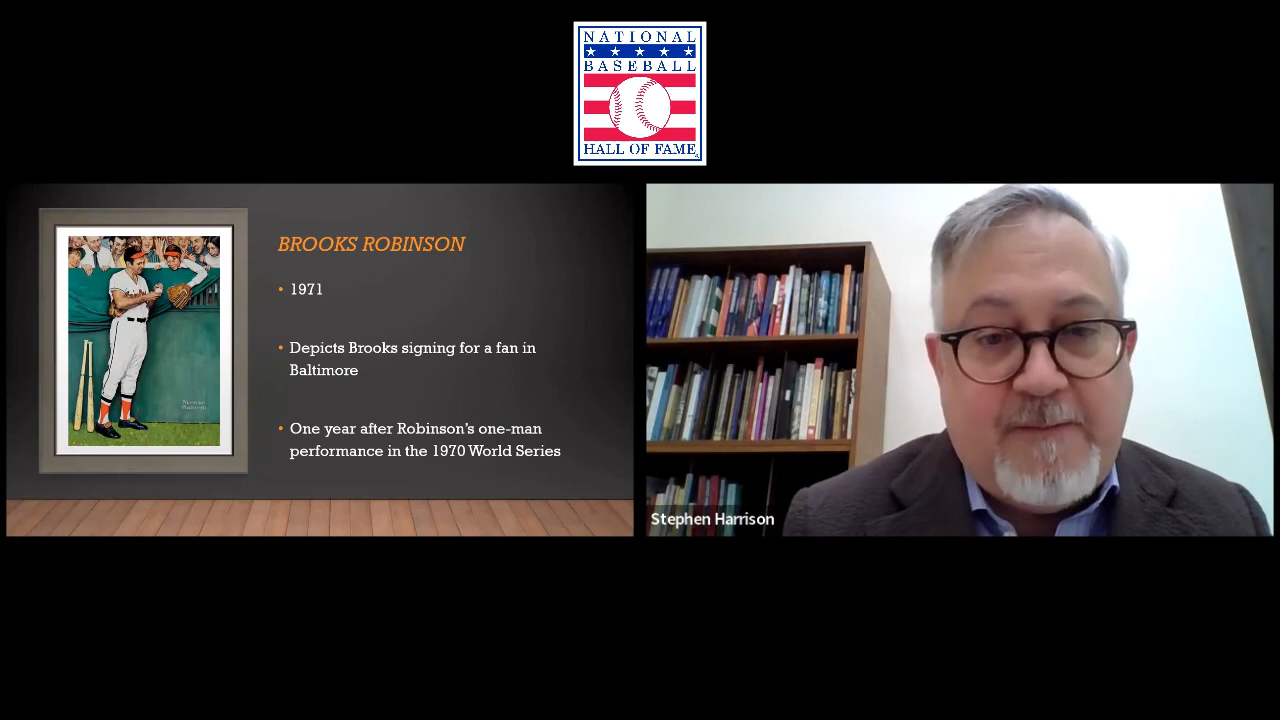 NATIONAL
BASEBALL
HALL OF FAME
BROOKS ROBINSON
• 1971
• Depicts Brooks signing for a fan in
Baltimore
• One year after Robinson's one-man
performance in the 1970 World Series
Stephen Harrison